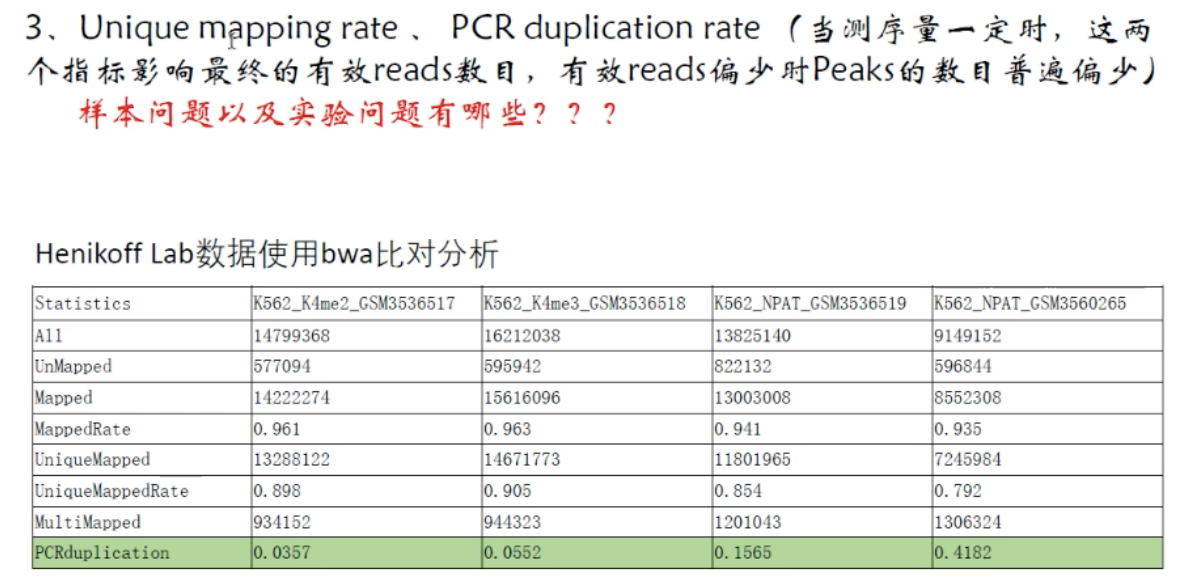 3、Unique mapping rate 、 PCR duplication rate （当测序量一定时，这两
个指标影响最终的有效reads数目，有效reads偏少时Peaks的数目普遍偏少）
样本问题以及实验问题有哪些？？？
Henikoff Lab数据使用bwa比对分析
Statistics K562_K4me2_GSM3536517 K562_K4me3_GSM3536518 K562_NPAT_GSM3536519 K562_NPAT_GSM3560265
All 14799368 16212038 13825140 9149152
UnMapped 577094 595942 822132 596844
Mapped 14222274 15616096 13003008 8552308
MappedRate 0.961 0.963 0.941 0.935
UniqueMapped 13288122 14671773 11801965 7245984
UniqueMappedRate 0.898 0.905 0.854 0.792
MultiMapped 934152 944323 1201043 1306324
PCRduplication 0.0357 0.0552 0.1565 0.4182